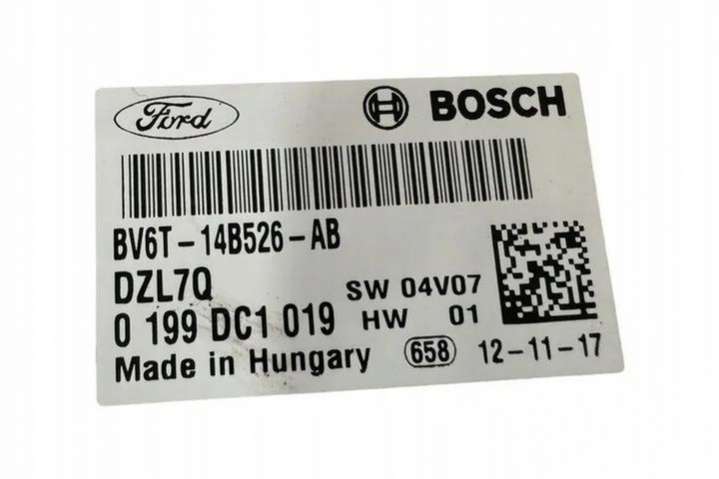 Ford BOSCH
BV6T-14B526-AB
DZL7Q SW 04V07
0 199 DC1 019 HW 01
Made in Hungary 658 12-11-17